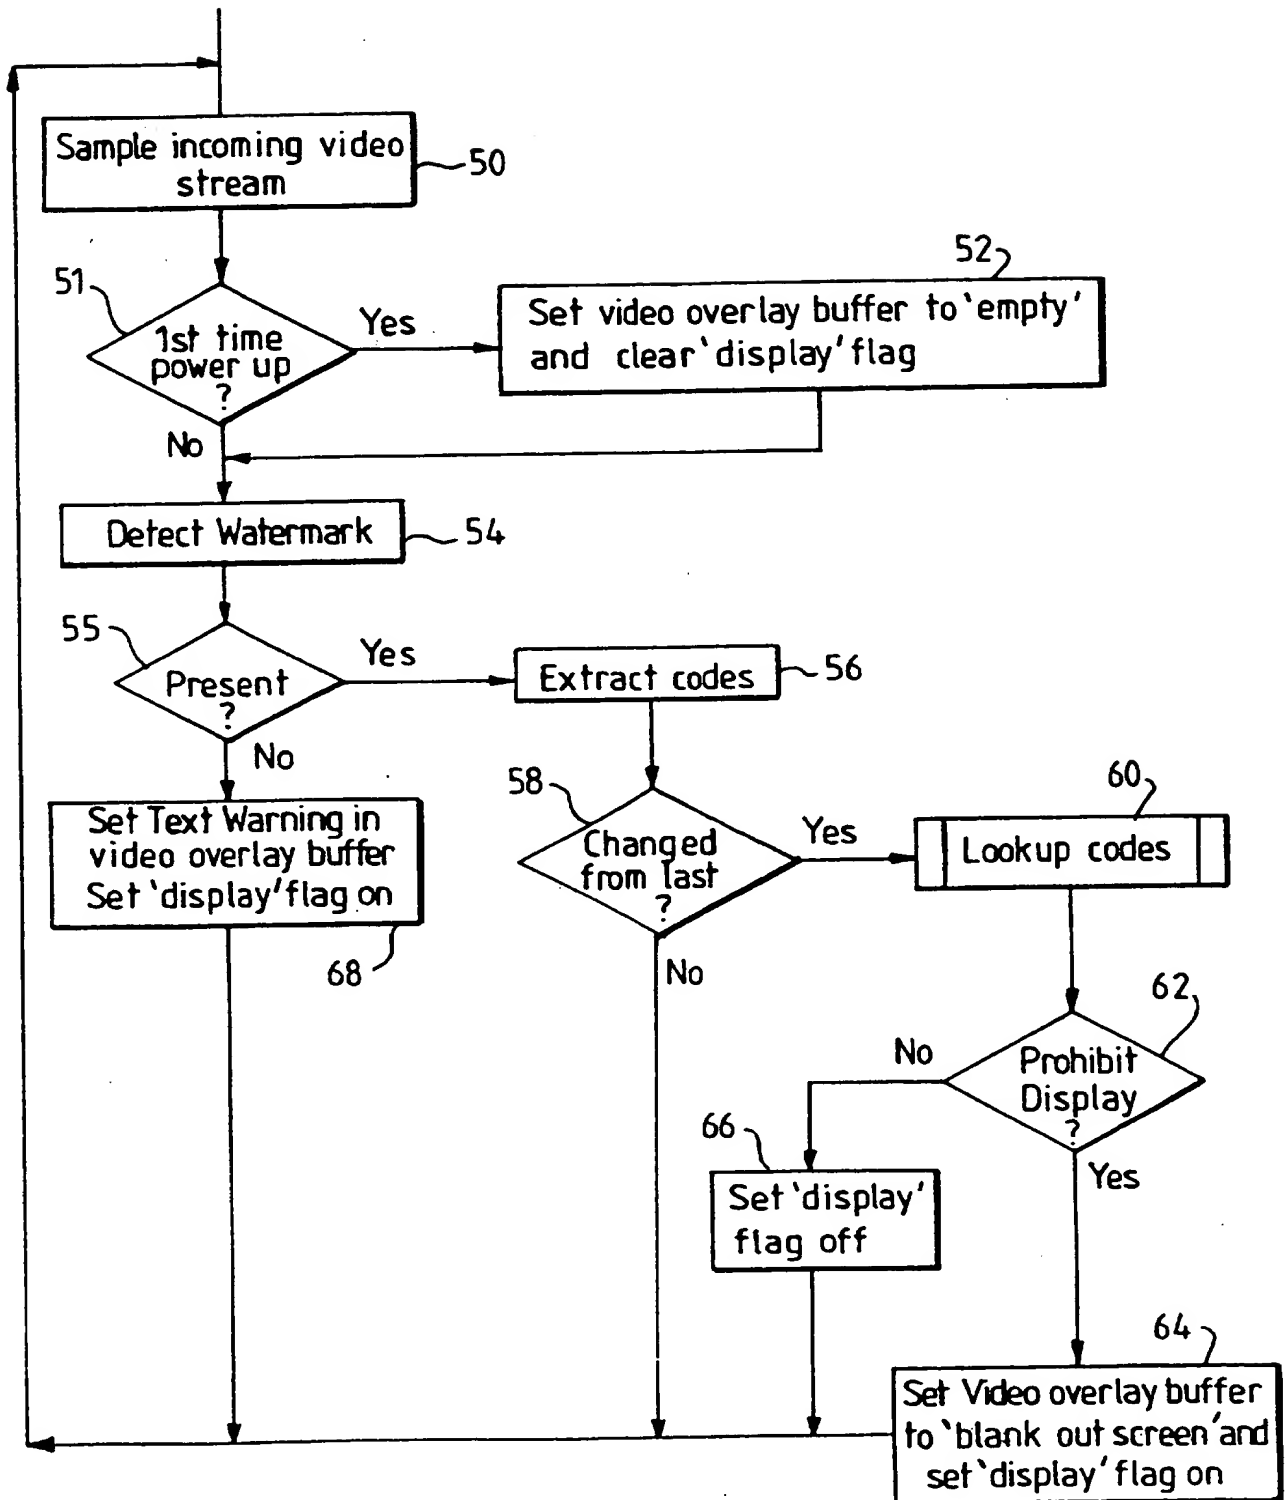 Sample incoming video
stream
50
51
1st time
power up
?
Yes
No
52
Set video overlay buffer to 'empty'
and clear 'display' flag
Detect Watermark
54
55
Present
?
Yes
No
Extract codes
56
58
Changed
from last
?
Yes
No
60
Lookup codes
62
Prohibit
Display
?
No
Yes
66
Set 'display'
flag off
64
Set Video overlay buffer
to 'blank out screen' and
set 'display' flag on
Set Text Warning in
video overlay buffer
Set 'display' flag on
68